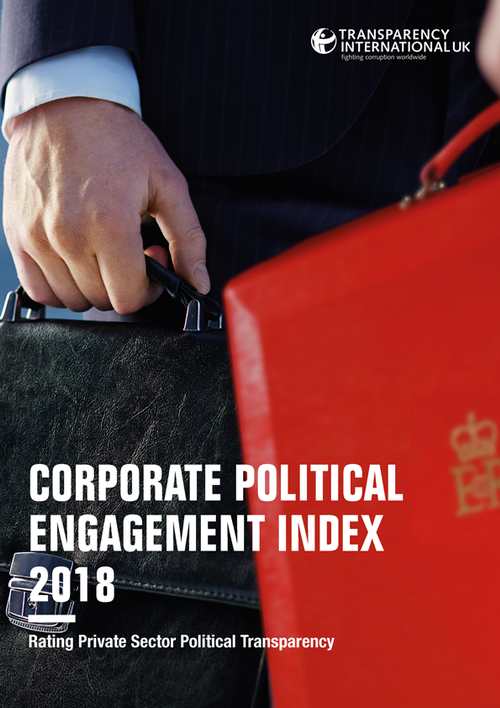 TRANSPARENCY
INTERNATIONAL UK
fighting corruption worldwide
CORPORATE POLITICAL
ENGAGEMENT INDEX
2018
Rating Private Sector Political Transparency